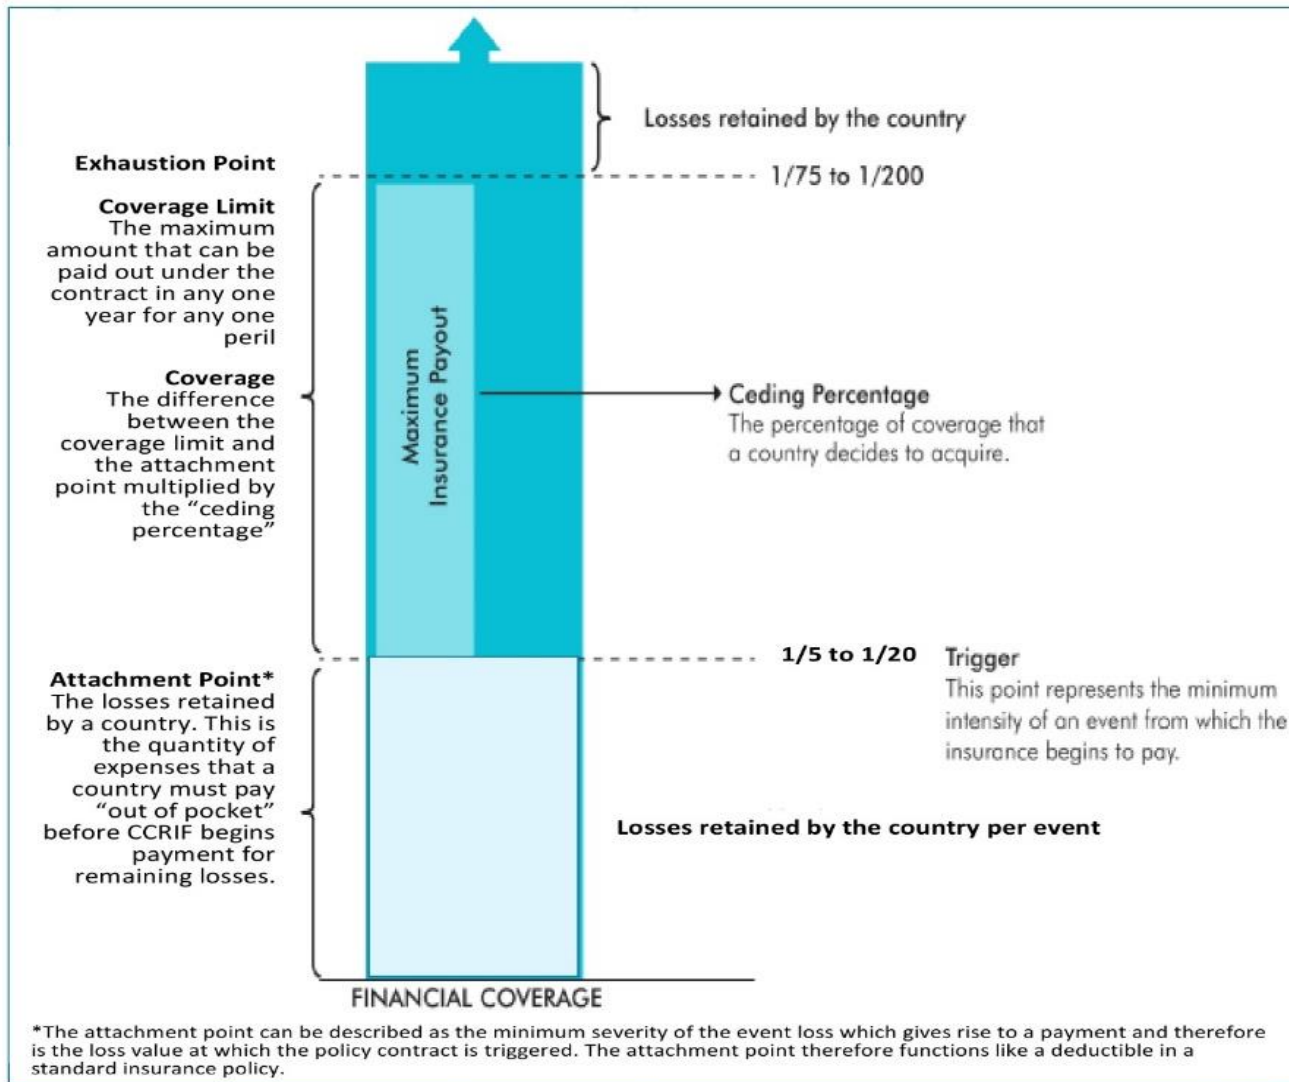 Losses retained by the country
Exhaustion Point
1/75 to 1/200
Coverage Limit
The maximum
amount that can be
paid out under the
contract in any one
year for any one
peril
Coverage
The difference
between the
coverage limit and
the attachment
point multiplied by
the “ceding
percentage”
Maximum
Insurance Payout
Ceding Percentage
The percentage of coverage that
a country decides to acquire.
1/5 to 1/20
Trigger
This point represents the minimum
intensity of an event from which the
insurance begins to pay.
Attachment Point*
The losses retained
by a country. This is
the quantity of
expenses that a
country must pay
“out of pocket”
before CCRIF begins
payment for
remaining losses.
Losses retained by the country per event
FINANCIAL COVERAGE
*The attachment point can be described as the minimum severity of the event loss which gives rise to a payment and therefore
is the loss value at which the policy contract is triggered. The attachment point therefore functions like a deductible in a
standard insurance policy.